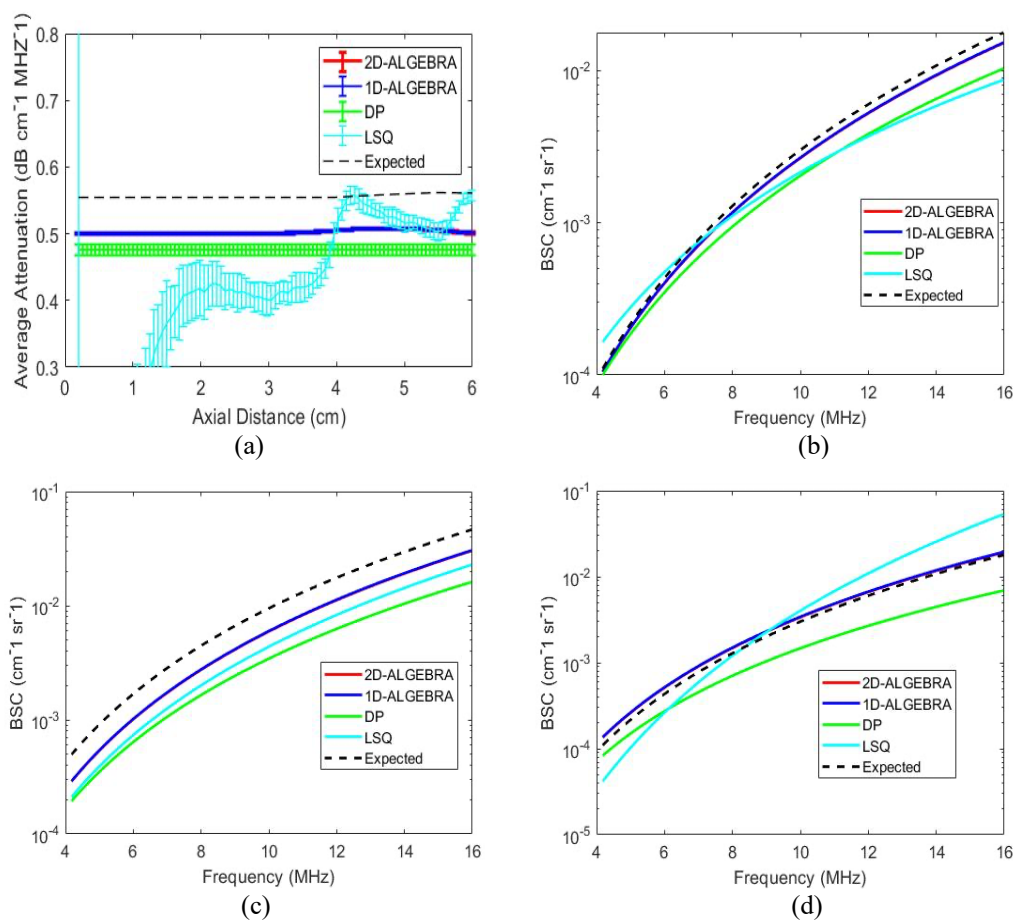 Average Attenuation (dB cm⁻1 MHZ⁻1)
0.8
0.7
0.6
0.5
0.4
0.3
0 1 2 3 4 5 6
Axial Distance (cm)
2D-ALGEBRA
1D-ALGEBRA
DP
LSQ
Expected
(a)
BSC (cm⁻1 sr⁻1)
10⁻2
10⁻3
10⁻4
4 6 8 10 12 14 16
Frequency (MHz)
2D-ALGEBRA
1D-ALGEBRA
DP
LSQ
Expected
(b)
BSC (cm⁻1 sr⁻1)
10⁻1
10⁻2
10⁻3
10⁻4
4 6 8 10 12 14 16
Frequency (MHz)
2D-ALGEBRA
1D-ALGEBRA
DP
LSQ
Expected
(c)
BSC (cm⁻1 sr⁻1)
10⁻1
10⁻2
10⁻3
10⁻4
10⁻5
4 6 8 10 12 14 16
Frequency (MHz)
2D-ALGEBRA
1D-ALGEBRA
DP
LSQ
Expected
(d)